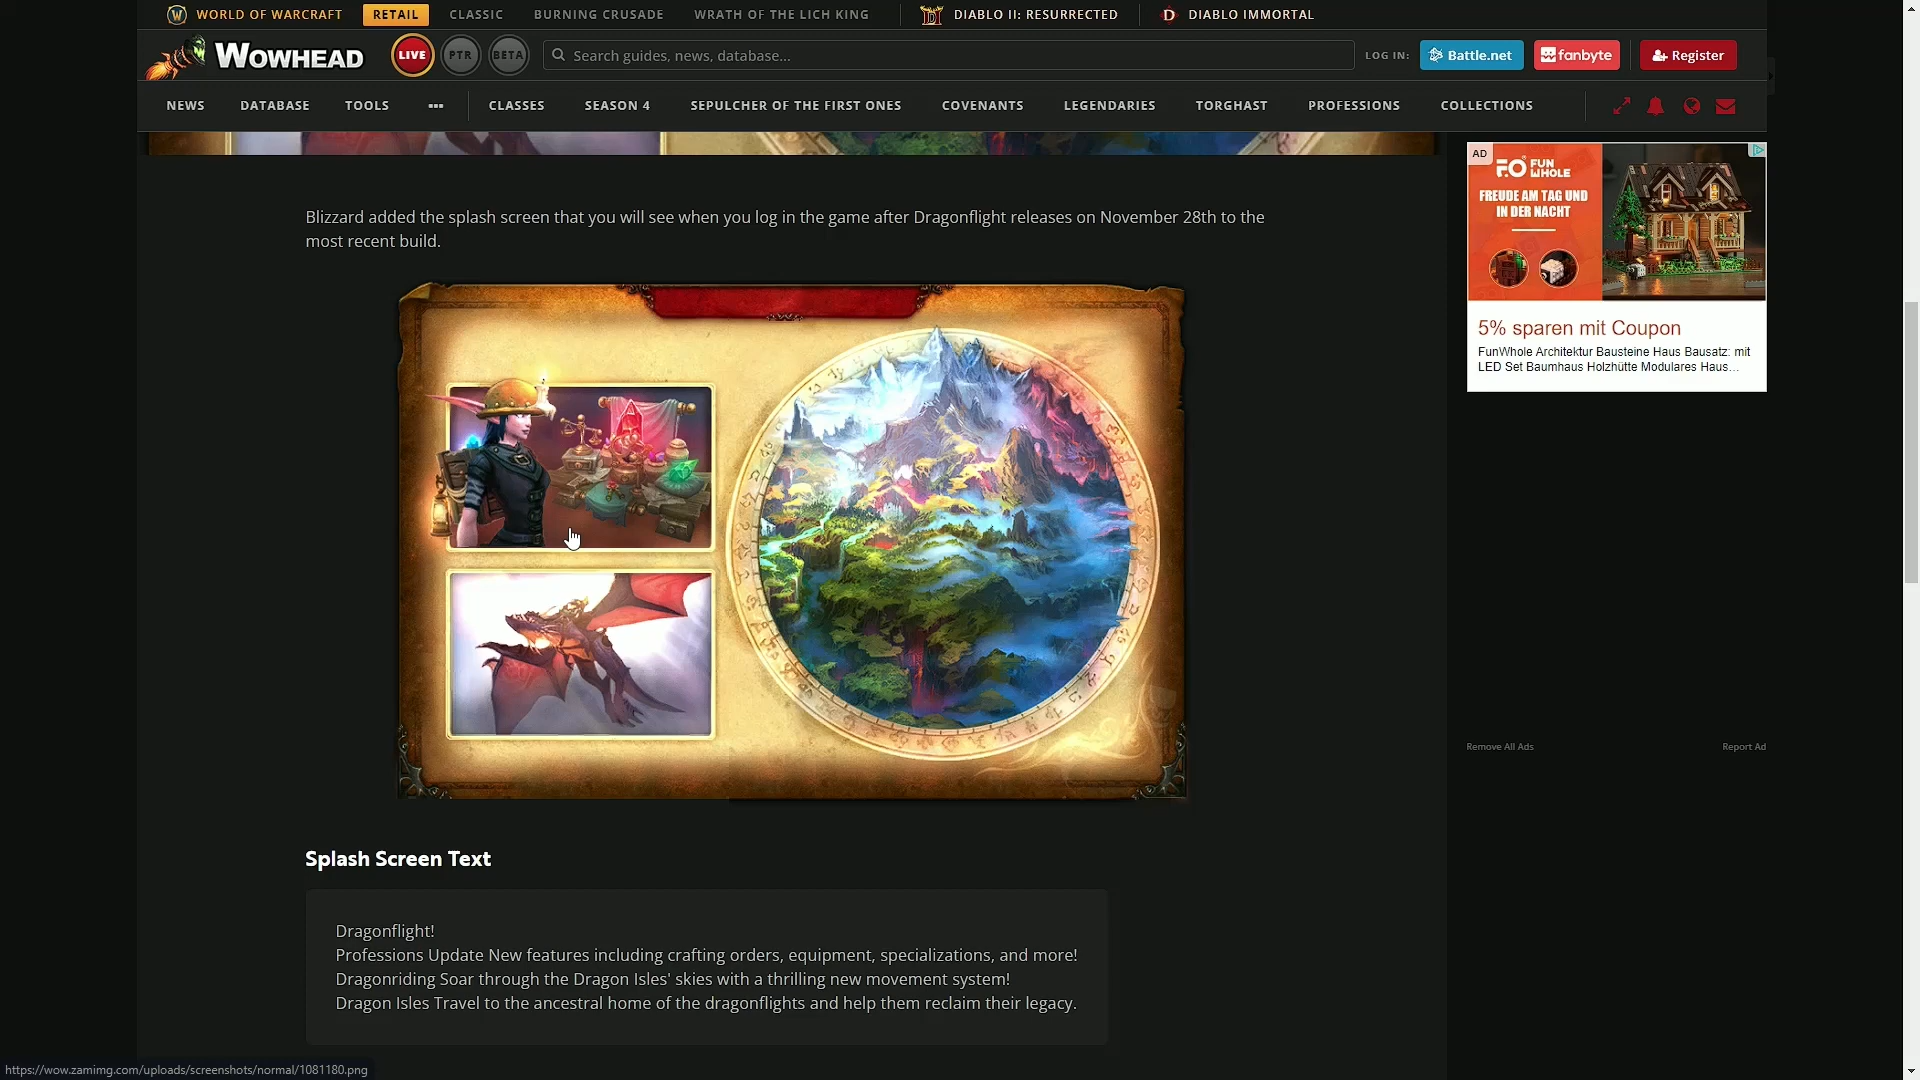 WORLD OF WARCRAFT RETAIL CLASSIC BURNING CRUSADE WRATH OF THE LICH KING DIABLO II: RESURRECTED DIABLO IMMORTAL
WOWHEAD LIVE PTR BETA Search guides, news, database... LOG IN: Battle.net fanbyte Register
NEWS DATABASE TOOLS ••• CLASSES SEASON 4 SEPULCHER OF THE FIRST ONES COVENANTS LEGENDARIES TORGHAST PROFESSIONS COLLECTIONS
Blizzard added the splash screen that you will see when you log in the game after Dragonflight releases on November 28th to the
most recent build.
AD
FUN
WHOLE
FREUDE AM TAG UND
IN DER NACHT
5% sparen mit Coupon
FunWhole Architektur Bausteine Haus Bausatz: mit
LED Set Baumhaus Holzhütte Modulares Haus...
Remove All Ads Report Ad
Splash Screen Text
Dragonflight!
Professions Update New features including crafting orders, equipment, specializations, and more!
Dragonriding Soar through the Dragon Isles' skies with a thrilling new movement system!
Dragon Isles Travel to the ancestral home of the dragonflights and help them reclaim their legacy.
https://wow.zamimg.com/uploads/screenshots/normal/1081180.png